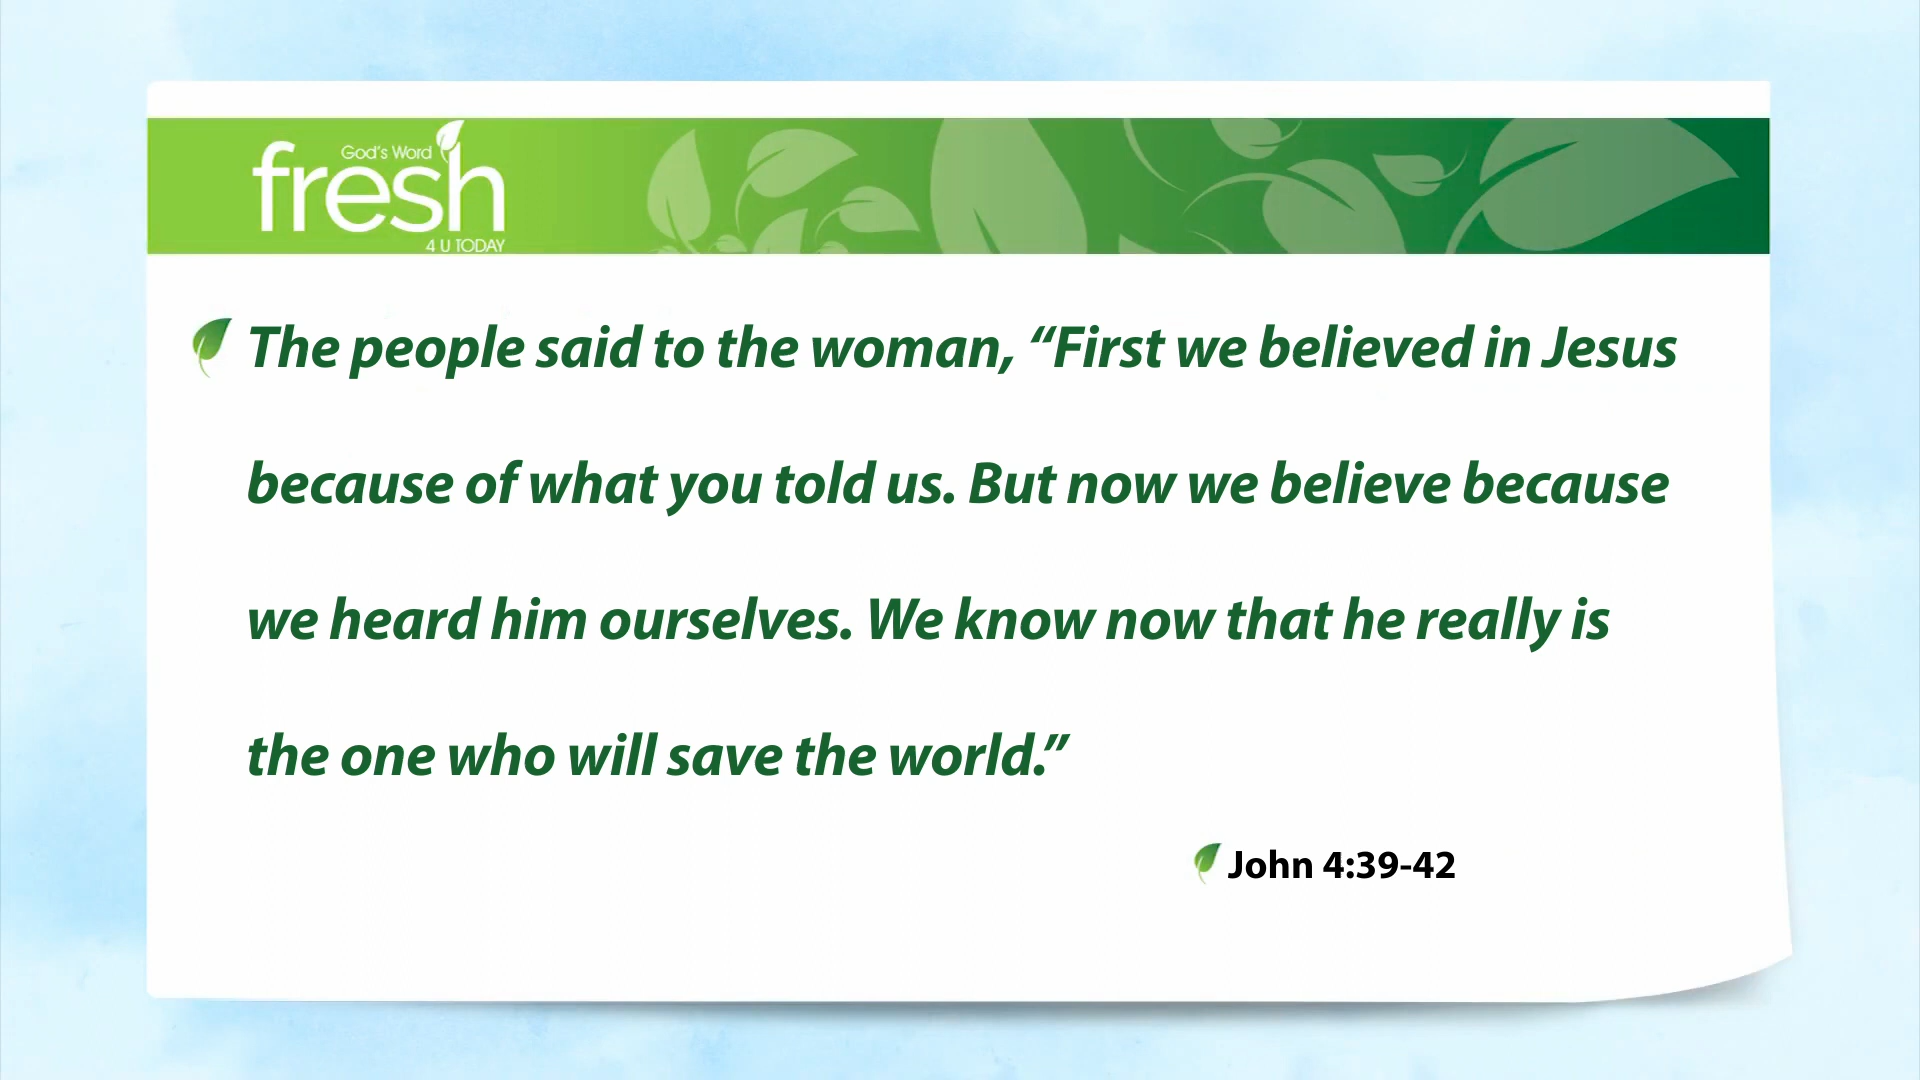 God's Word
fresh
4 U TODAY
The people said to the woman, “First we believed in Jesus
because of what you told us. But now we believe because
we heard him ourselves. We know now that he really is
the one who will save the world.”
John 4:39-42